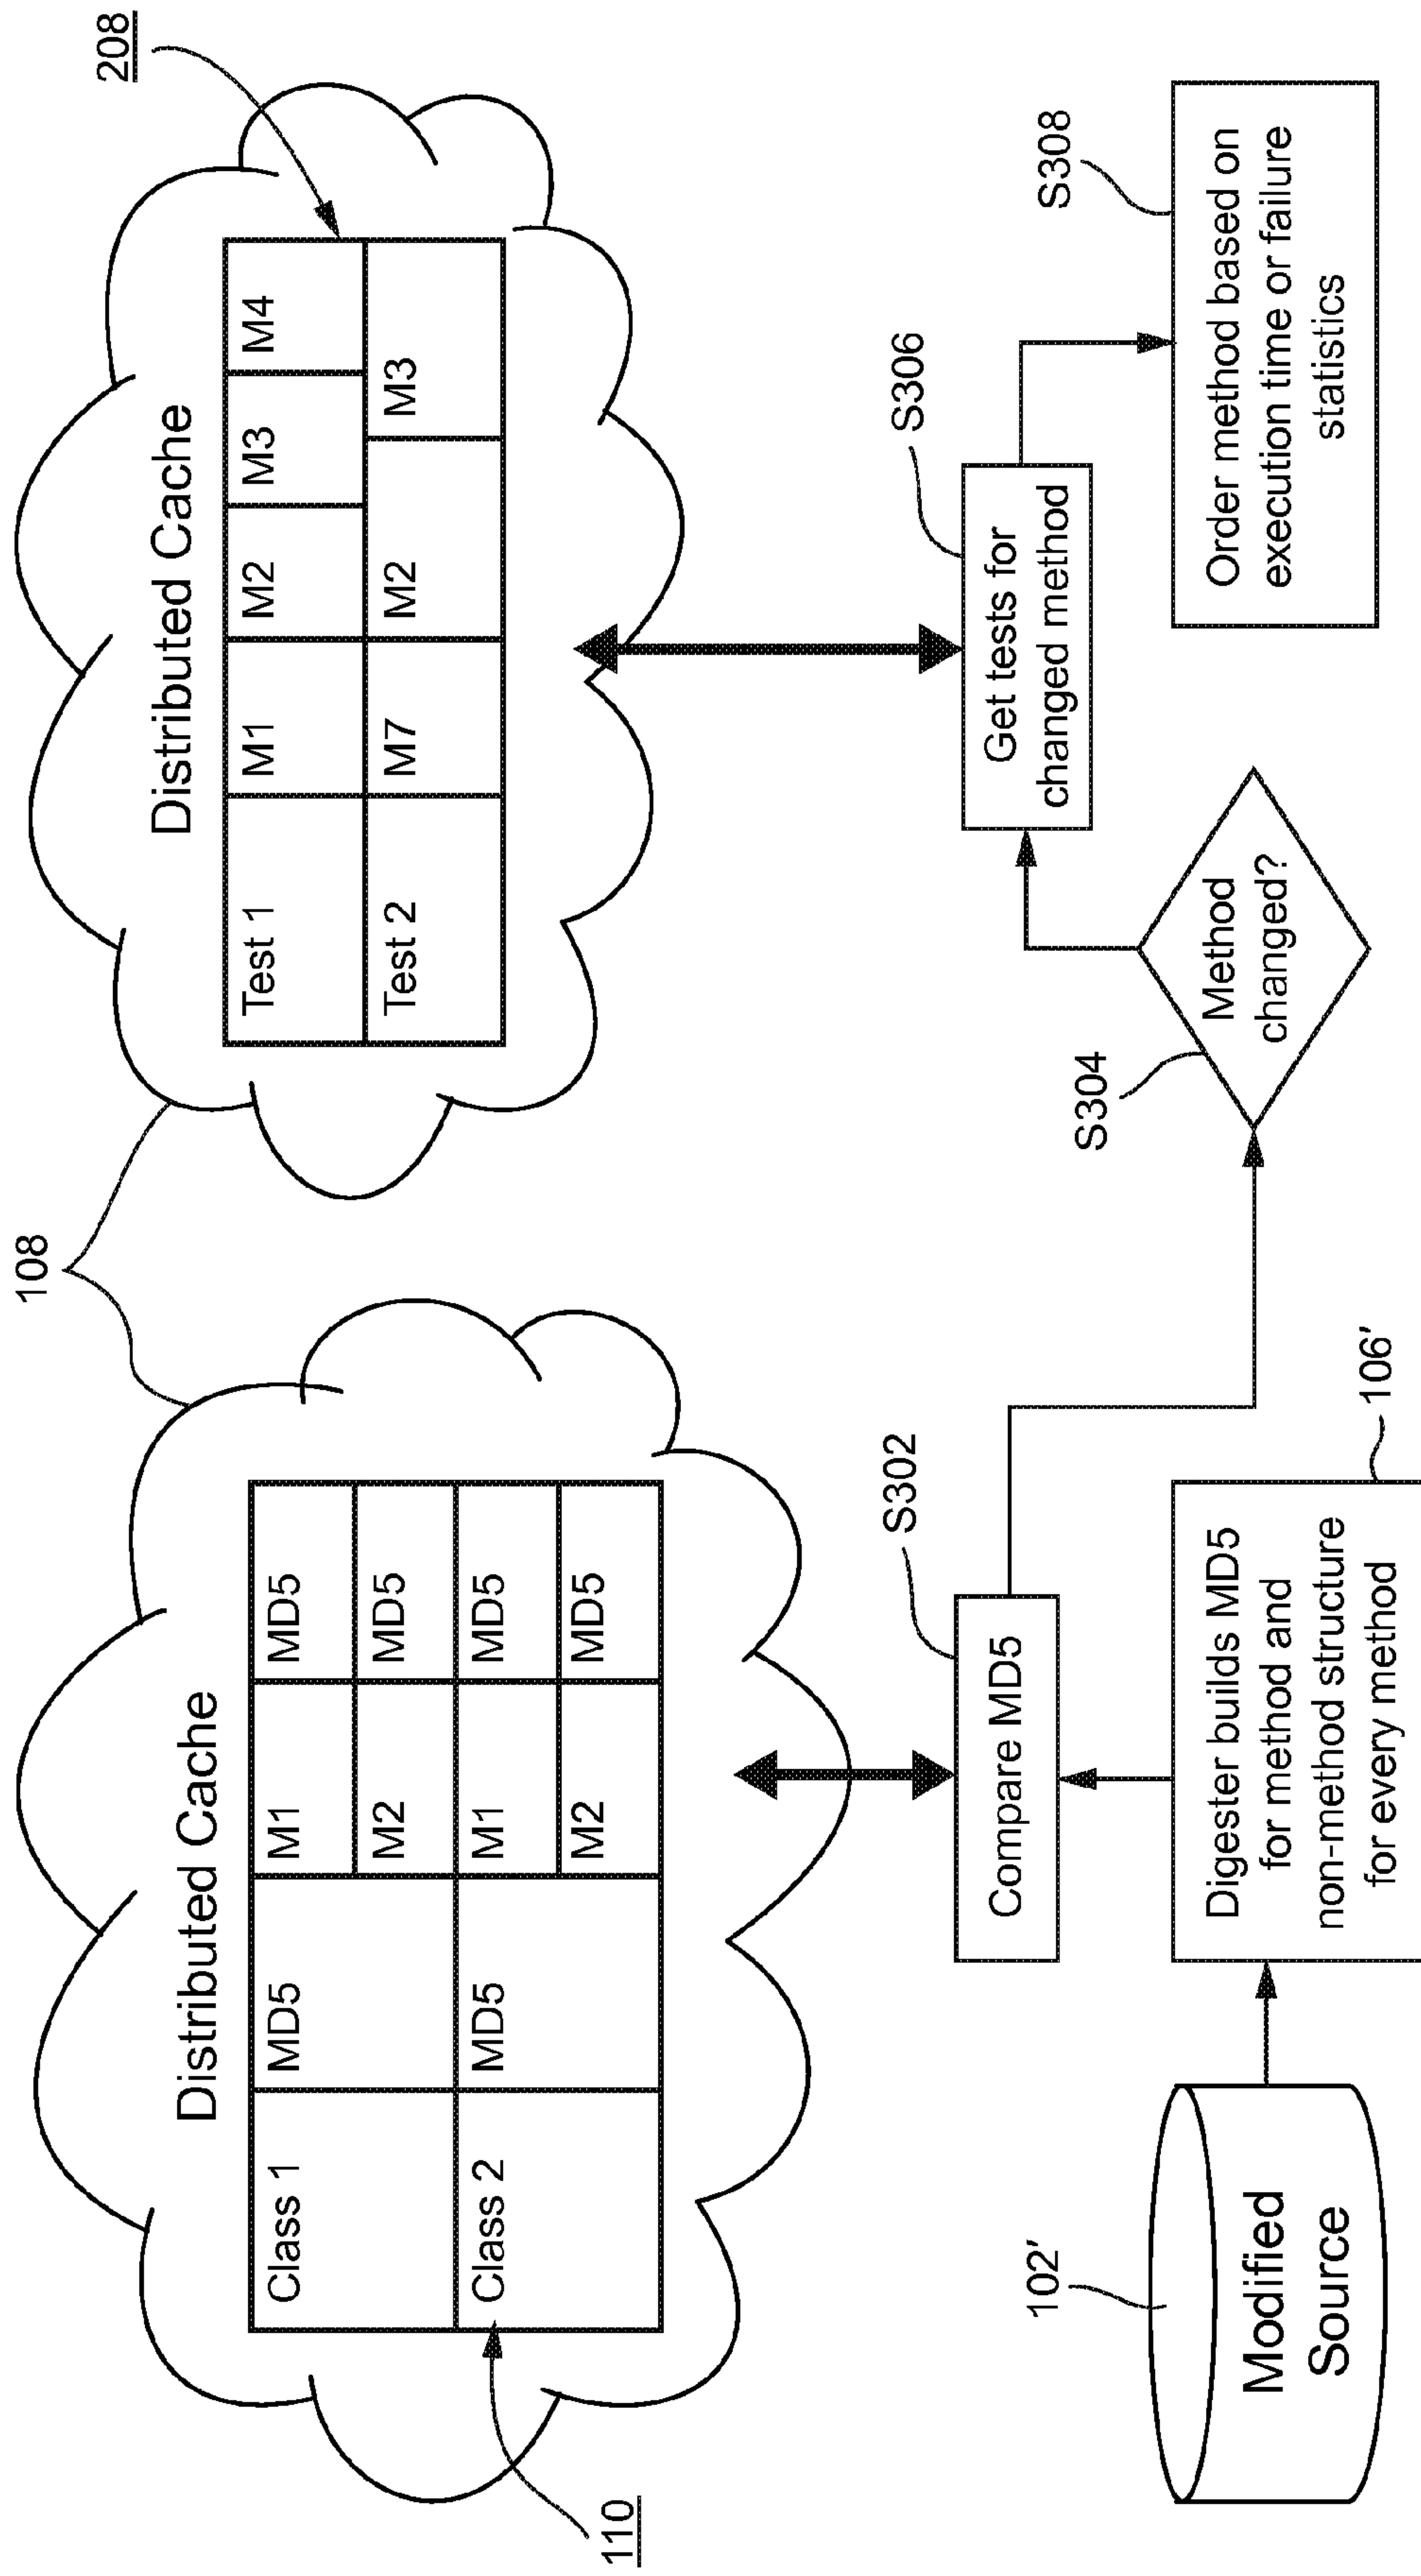 108
208
Distributed Cache
Class 1
MD5
M1
MD5
M2
MD5
Class 2
MD5
M1
MD5
M2
MD5
110
Distributed Cache
Test 1
M1
M2
M3
M4
Test 2
M7
M2
M3
102′
Modified
Source
Digester builds MD5
for method and
non-method structure
for every method
106′
S302
Compare MD5
S304
Method
changed?
S306
Get tests for
changed method
S308
Order method based on
execution time or failure
statistics